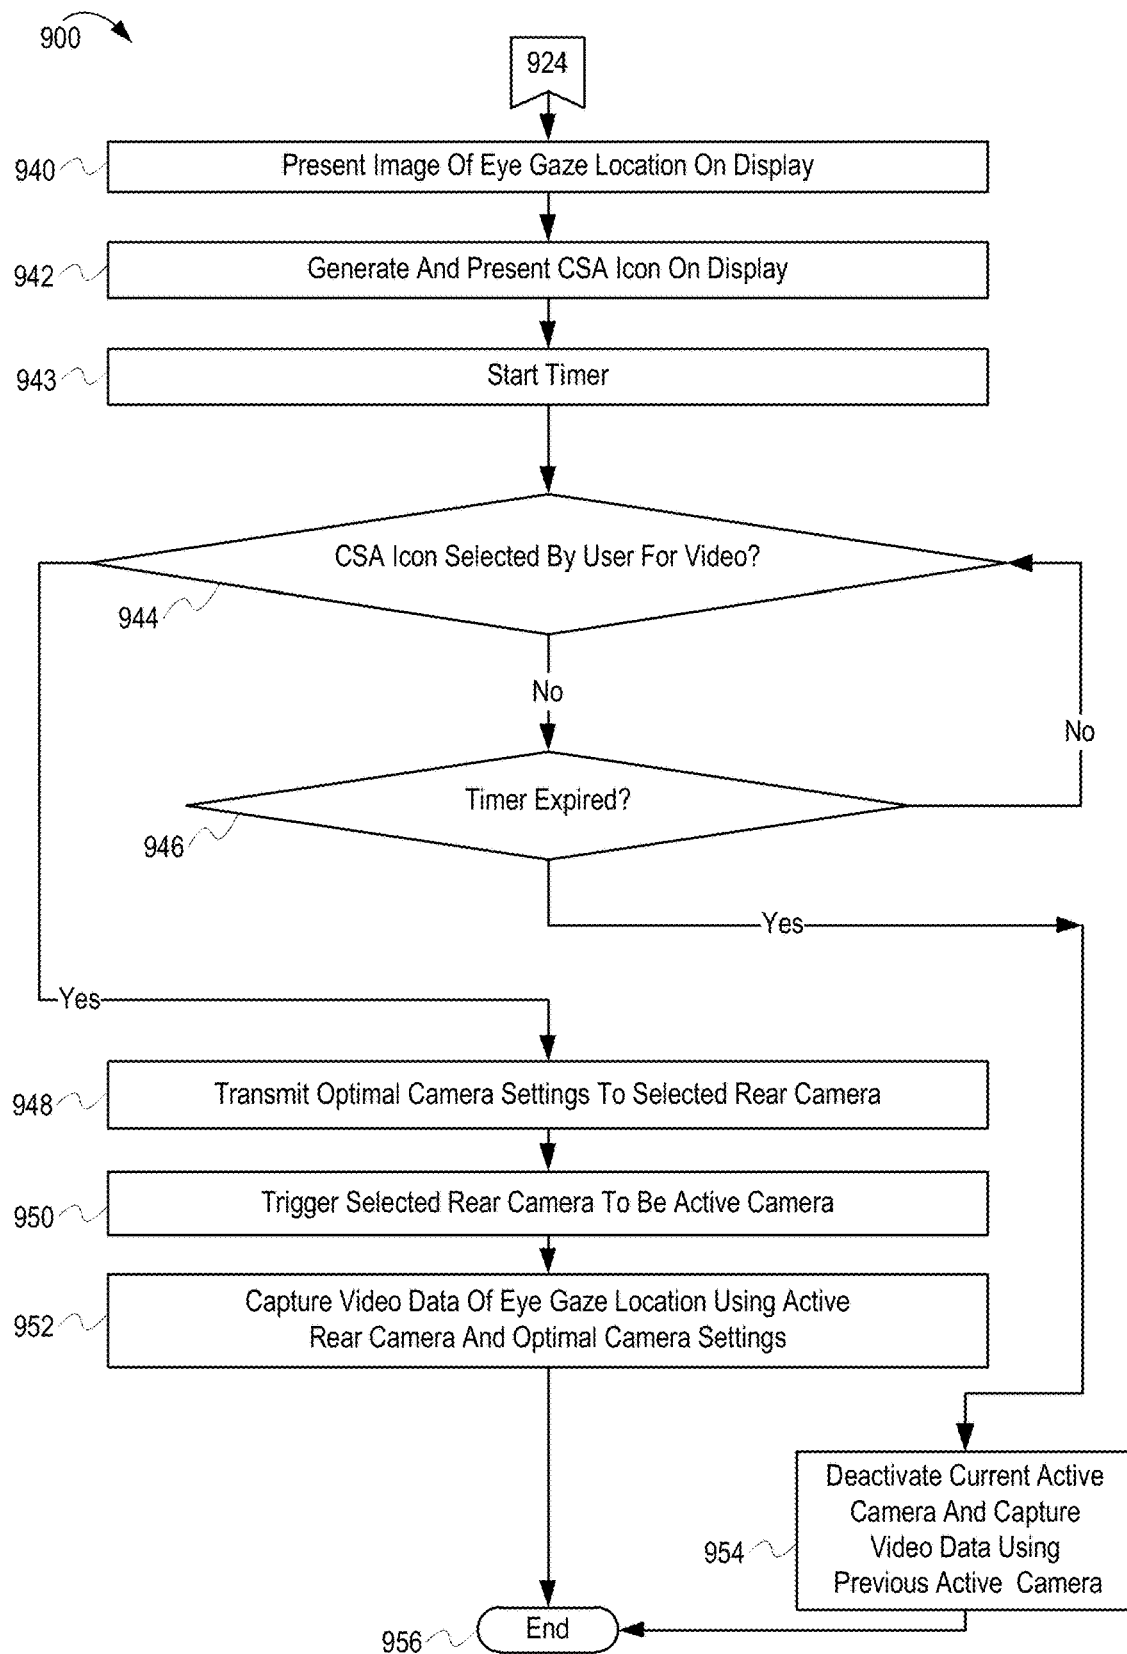 900
924
940
Present Image Of Eye Gaze Location On Display
942
Generate And Present CSA Icon On Display
943
Start Timer
CSA Icon Selected By User For Video?
944
No
No
Timer Expired?
946
Yes
Yes
948
Transmit Optimal Camera Settings To Selected Rear Camera
950
Trigger Selected Rear Camera To Be Active Camera
952
Capture Video Data Of Eye Gaze Location Using Active
Rear Camera And Optimal Camera Settings
954
Deactivate Current Active
Camera And Capture
Video Data Using
Previous Active Camera
956
End